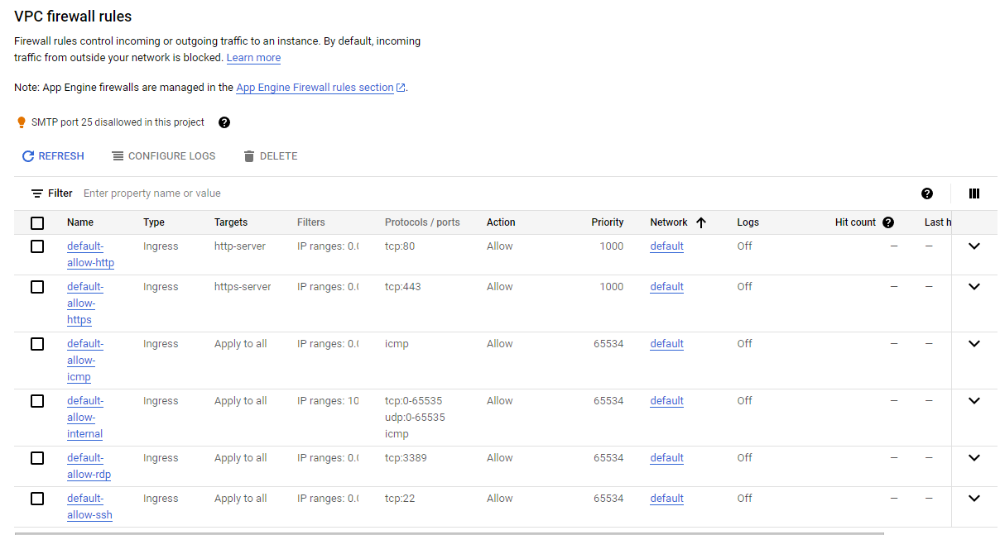 VPC firewall rules
Firewall rules control incoming or outgoing traffic to an instance. By default, incoming
traffic from outside your network is blocked. Learn more
Note: App Engine firewalls are managed in the App Engine Firewall rules section.
SMTP port 25 disallowed in this project
REFRESH CONFIGURE LOGS DELETE
Filter Enter property name or value
Name Type Targets Filters Protocols / ports Action Priority Network Logs Hit count Last h
default- Ingress http-server IP ranges: 0.0 tcp:80 Allow 1000 default Off — —
allow-http
default- Ingress https-server IP ranges: 0.0 tcp:443 Allow 1000 default Off — —
allow-
https
default- Ingress Apply to all IP ranges: 0.0 icmp Allow 65534 default Off — —
allow-
icmp
default- Ingress Apply to all IP ranges: 10 tcp:0-65535 Allow 65534 default Off — —
allow- udp:0-65535
internal icmp
default- Ingress Apply to all IP ranges: 0.0 tcp:3389 Allow 65534 default Off — —
allow-rdp
default- Ingress Apply to all IP ranges: 0.0 tcp:22 Allow 65534 default Off — —
allow-ssh